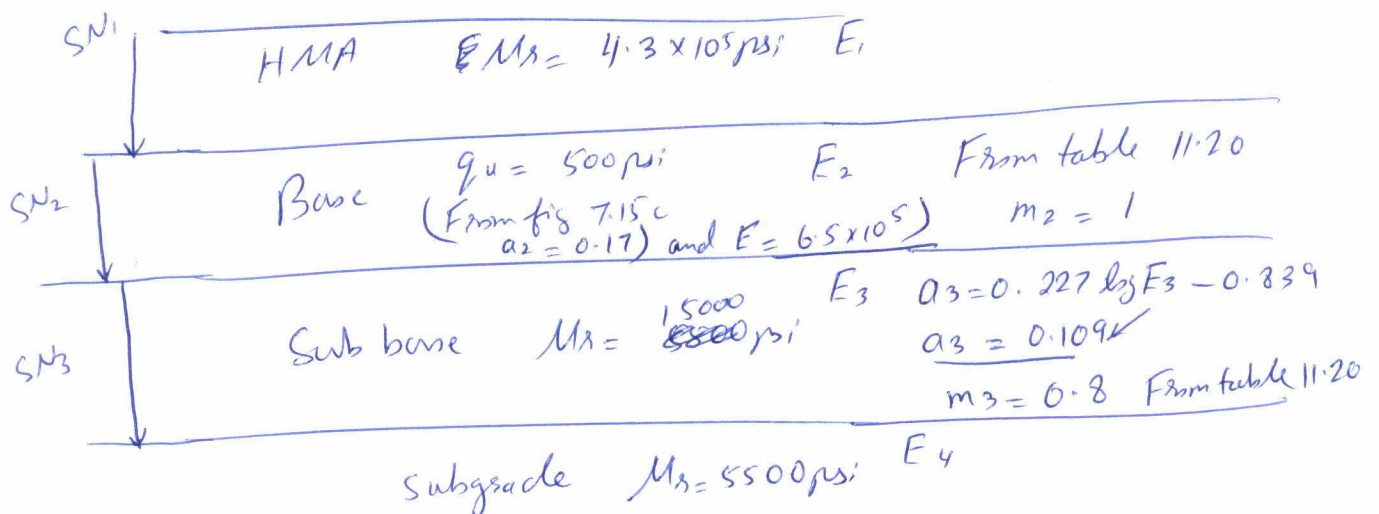 SN1
HMA Mr = 4.3 x 10^5 psi E1
SN2
Base qu = 500 psi E2 From table 11.20
(From fig 7.15c m2 = 1
a2 = 0.17) and E = 6.5x10^5)
E3 a3 = 0.227 log E3 - 0.839
SN3
Sub base Mr = 15000 psi a3 = 0.109 ✓
m3 = 0.8 From table 11.20
E4
Subgrade Mr = 5500 psi